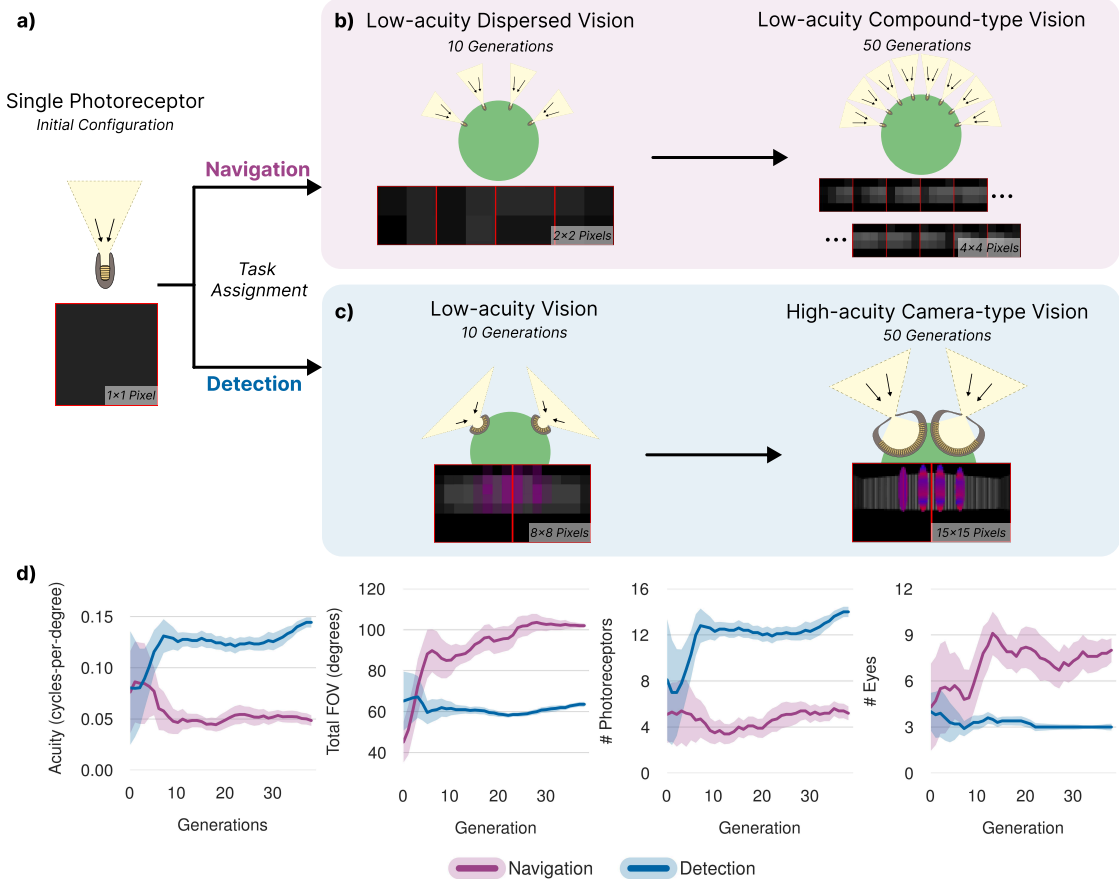 a)
Single Photoreceptor
Initial Configuration
1×1 Pixel
Navigation
Task
Assignment
Detection
b)
Low-acuity Dispersed Vision
10 Generations
2×2 Pixels
Low-acuity Compound-type Vision
50 Generations
•••
•••
4×4 Pixels
c)
Low-acuity Vision
10 Generations
8×8 Pixels
High-acuity Camera-type Vision
50 Generations
15×15 Pixels
d)
Acuity (cycles-per-degree)
0.15
0.10
0.05
0.00
0 10 20 30
Generations
Total FOV (degrees)
120
100
80
60
40
0 10 20 30
Generation
# Photoreceptors
16
12
8
4
0
0 10 20 30
Generation
# Eyes
12
9
6
3
0
0 10 20 30
Generation
Navigation
Detection